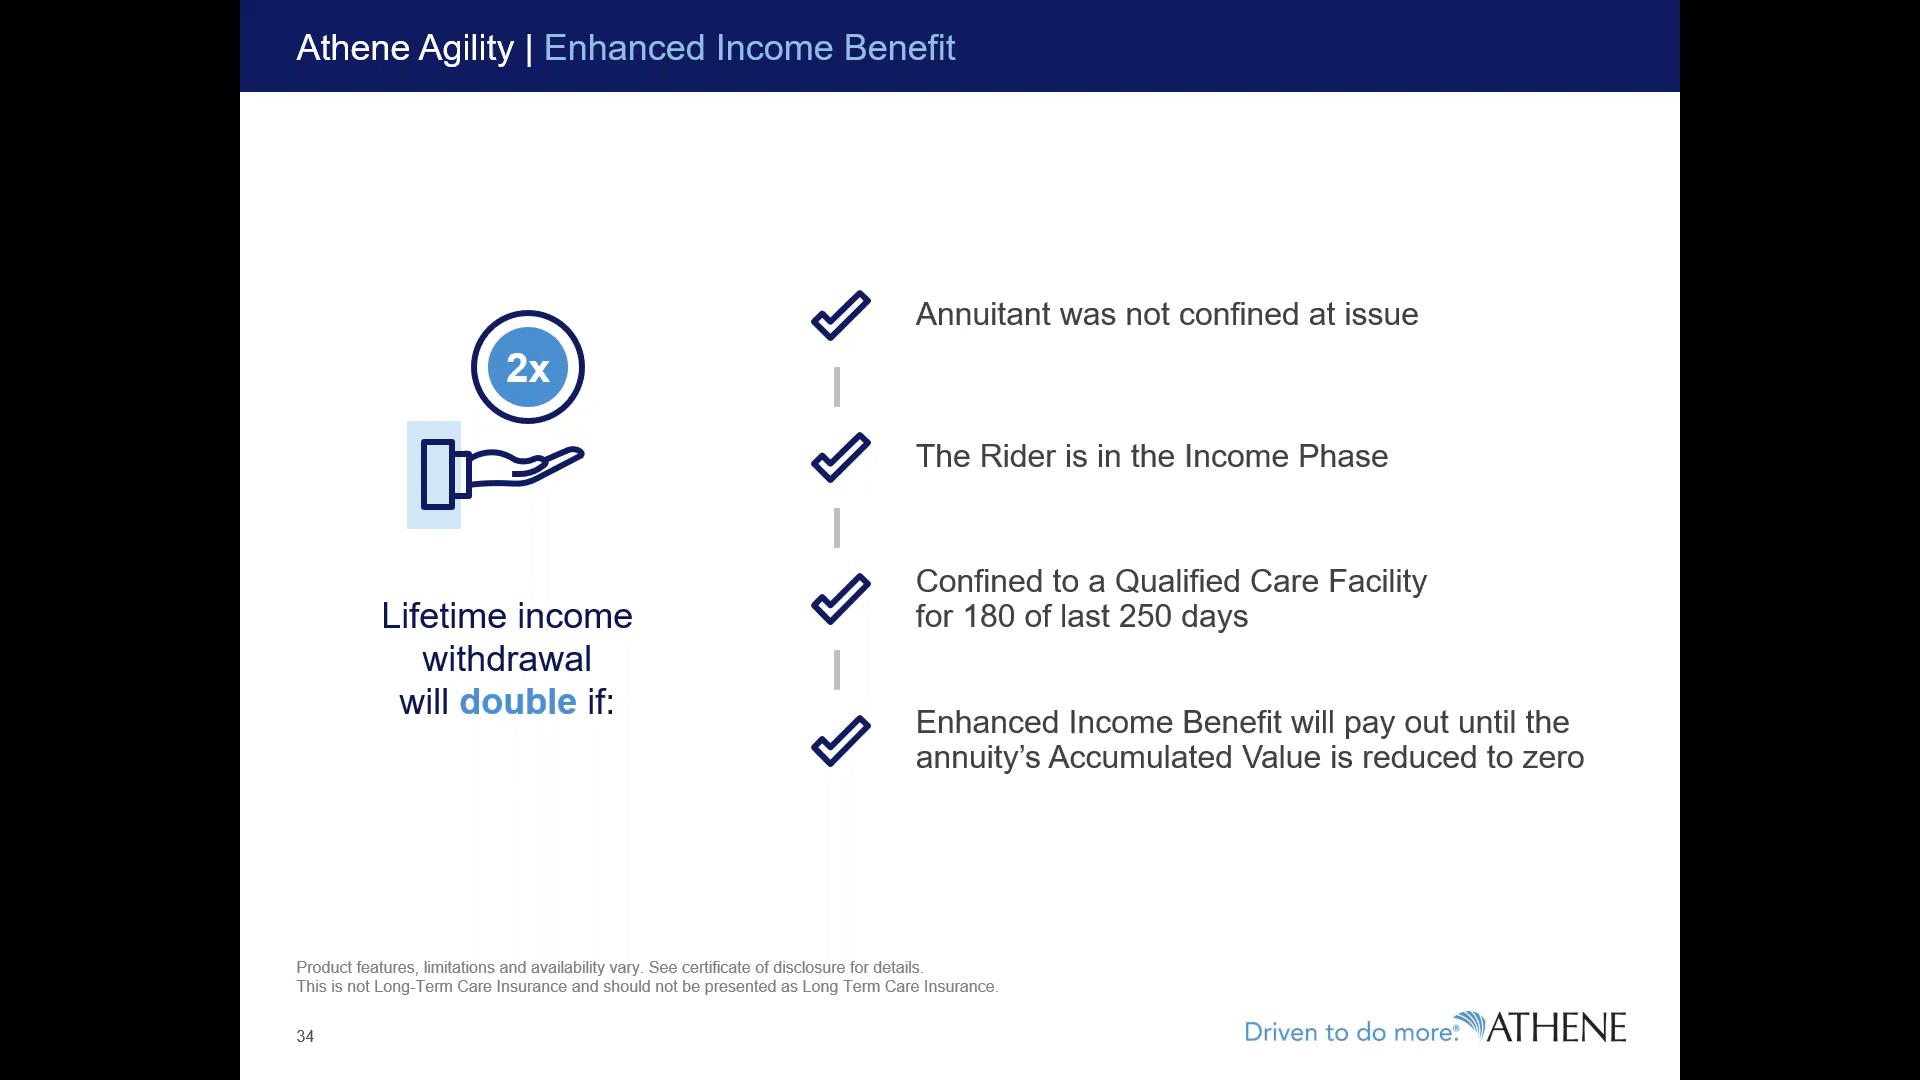 Athene Agility | Enhanced Income Benefit
2x
Lifetime income
withdrawal
will double if:
Annuitant was not confined at issue
The Rider is in the Income Phase
Confined to a Qualified Care Facility
for 180 of last 250 days
Enhanced Income Benefit will pay out until the
annuity’s Accumulated Value is reduced to zero
Product features, limitations and availability vary. See certificate of disclosure for details.
This is not Long-Term Care Insurance and should not be presented as Long Term Care Insurance.
34
Driven to do more.® ATHENE